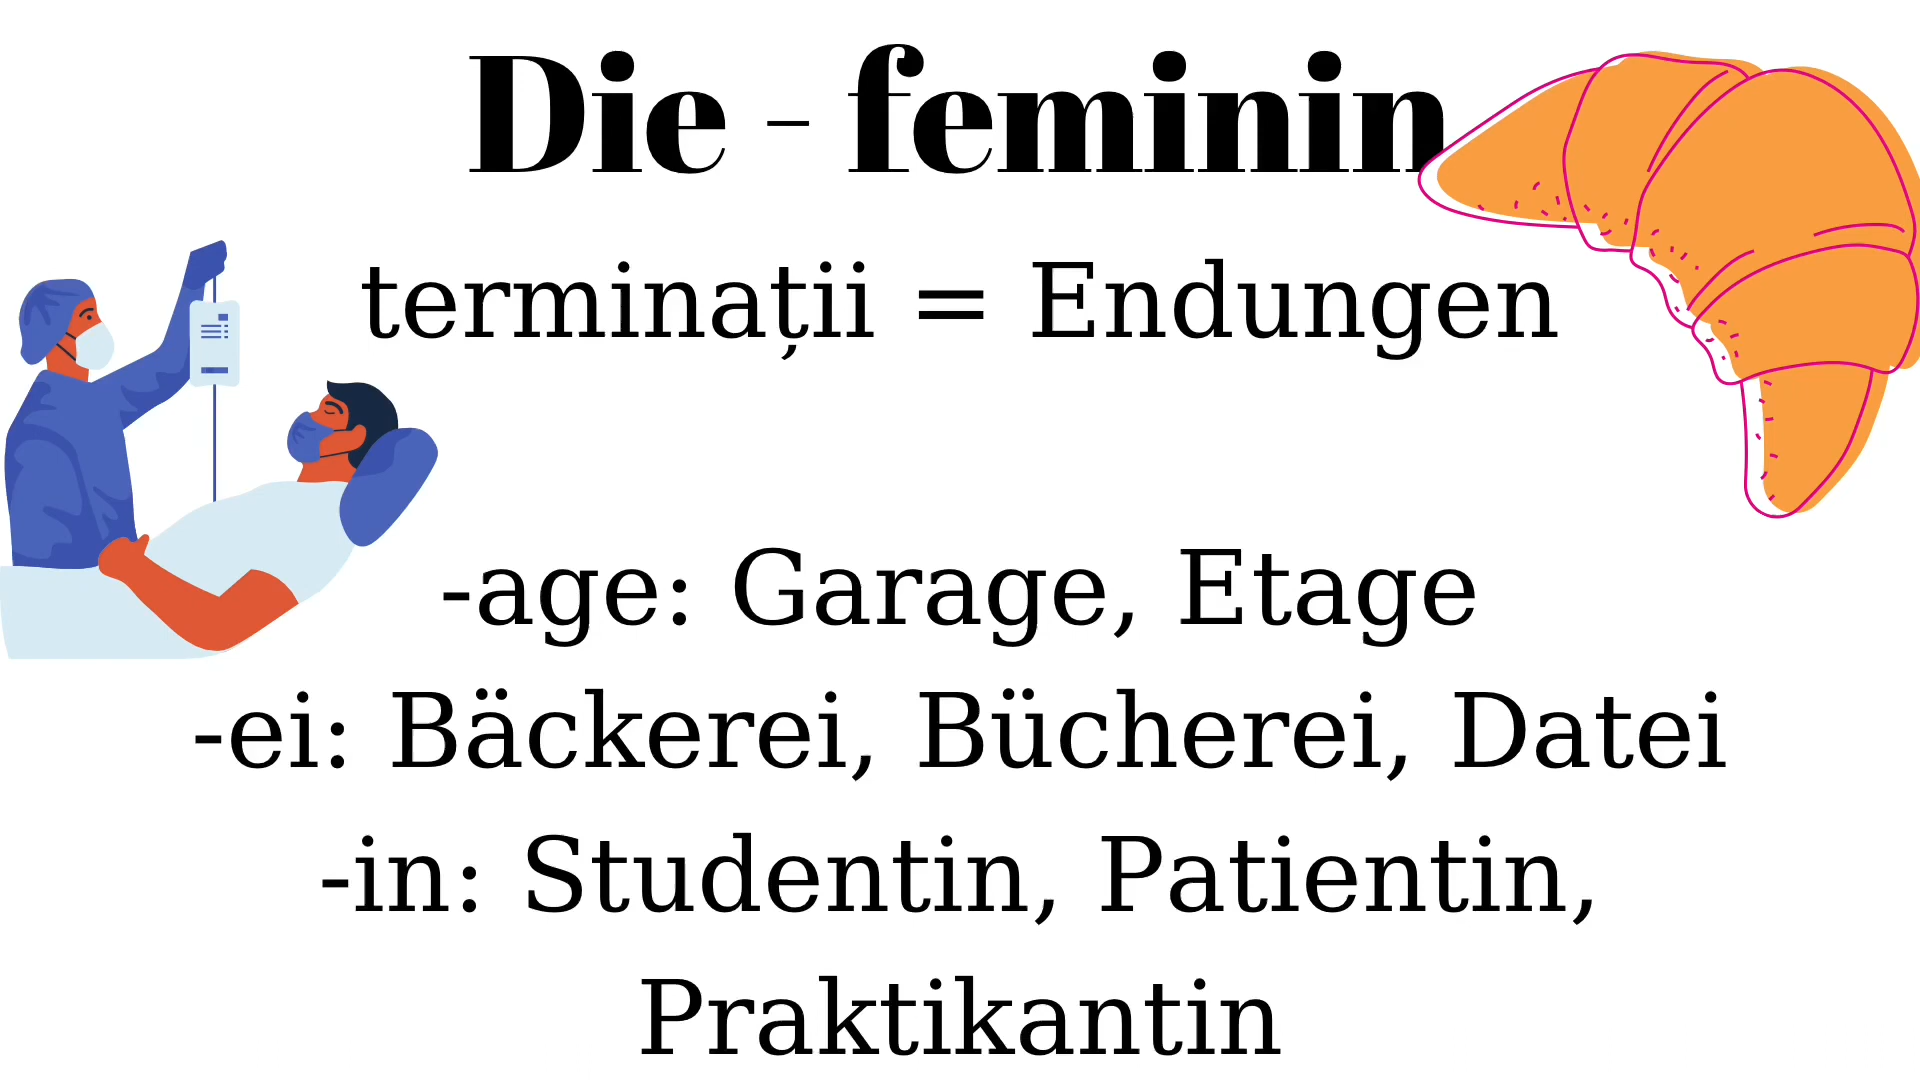 Die - feminin
terminații = Endungen
-age: Garage, Etage
-ei: Bäckerei, Bücherei, Datei
-in: Studentin, Patientin,
Praktikantin